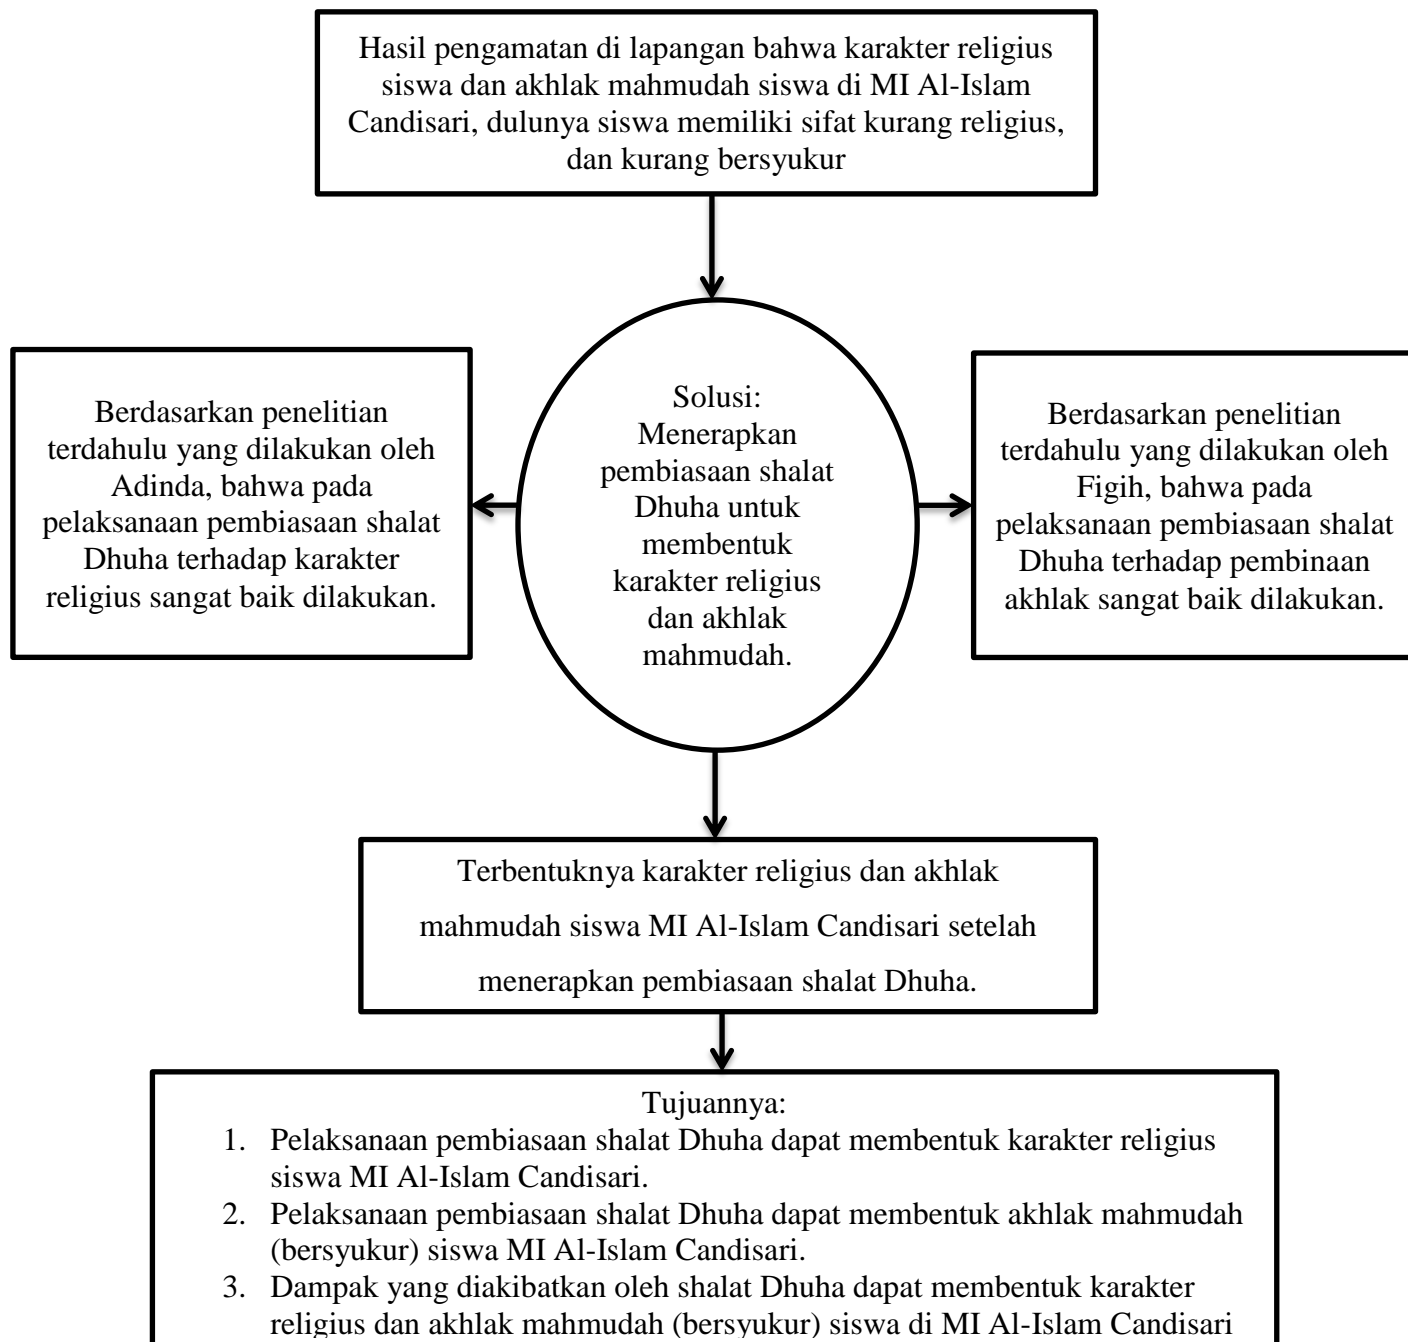 Hasil pengamatan di lapangan bahwa karakter religius
siswa dan akhlak mahmudah siswa di MI Al-Islam
Candisari, dulunya siswa memiliki sifat kurang religius,
dan kurang bersyukur
Berdasarkan penelitian
terdahulu yang dilakukan oleh
Adinda, bahwa pada
pelaksanaan pembiasaan shalat
Dhuha terhadap karakter
religius sangat baik dilakukan.
Solusi:
Menerapkan
pembiasaan shalat
Dhuha untuk
membentuk
karakter religius
dan akhlak
mahmudah.
Berdasarkan penelitian
terdahulu yang dilakukan oleh
Figih, bahwa pada
pelaksanaan pembiasaan shalat
Dhuha terhadap pembinaan
akhlak sangat baik dilakukan.
Terbentuknya karakter religius dan akhlak
mahmudah siswa MI Al-Islam Candisari setelah
menerapkan pembiasaan shalat Dhuha.
Tujuannya:
1. Pelaksanaan pembiasaan shalat Dhuha dapat membentuk karakter religius
siswa MI Al-Islam Candisari.
2. Pelaksanaan pembiasaan shalat Dhuha dapat membentuk akhlak mahmudah
(bersyukur) siswa MI Al-Islam Candisari.
3. Dampak yang diakibatkan oleh shalat Dhuha dapat membentuk karakter
religius dan akhlak mahmudah (bersyukur) siswa di MI Al-Islam Candisari